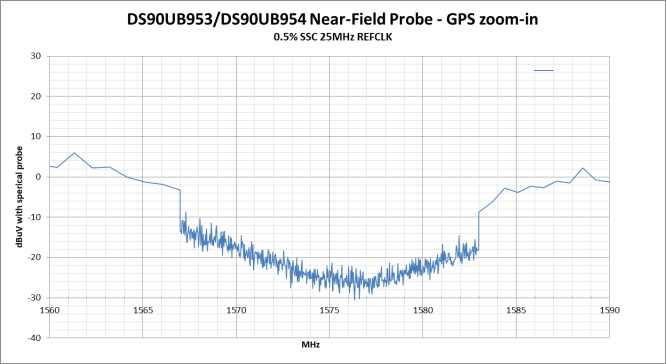 DS90UB953/DS90UB954 Near-Field Probe - GPS zoom-in
0.5% SSC 25MHz REFCLK
30
20
10
0
-10
-20
-30
-40
dBuV with sperical probe
1560 1565 1570 1575 1580 1585 1590
MHz